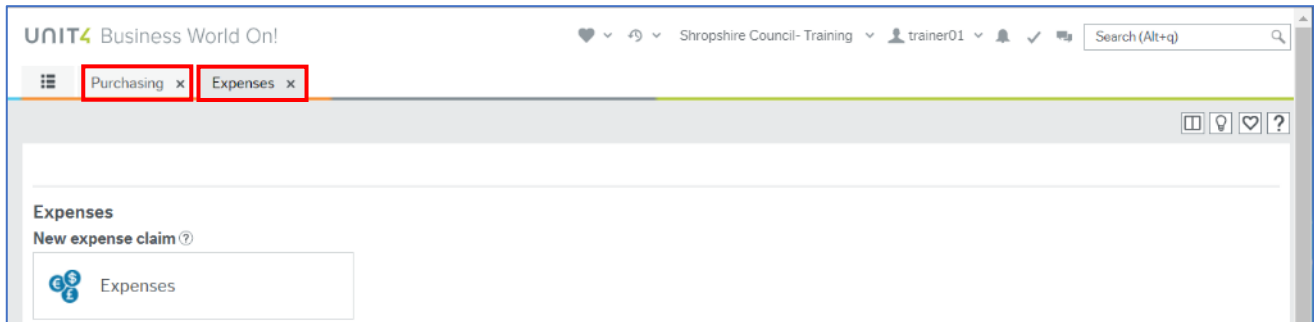 UNIT4 Business World On!
Shropshire Council- Training
trainer01
Search (Alt+q)
Purchasing x
Expenses x
?
Expenses
New expense claim ?
€ $ £
Expenses